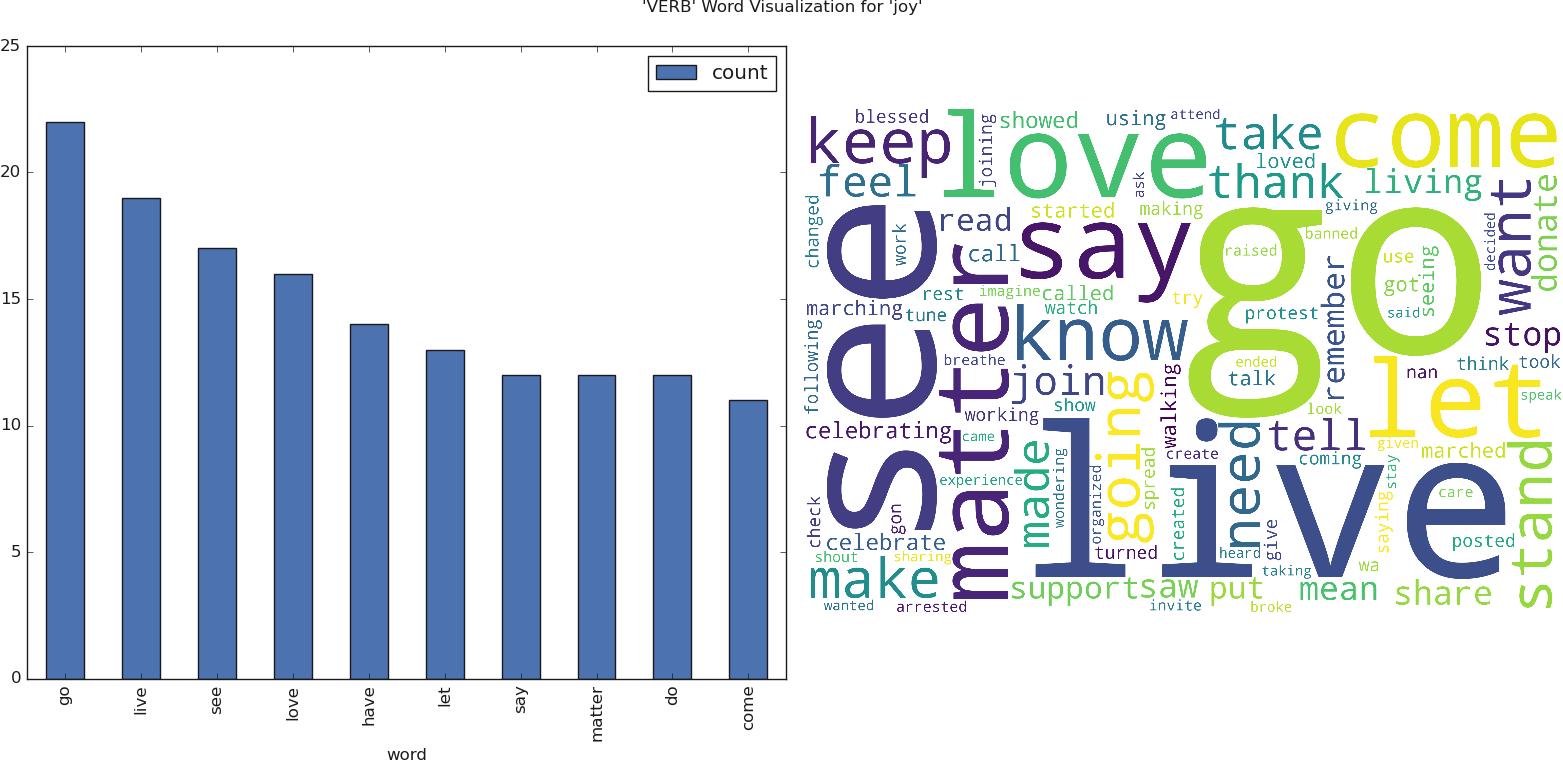 'VERB' Word Visualization for 'joy'
25
20
15
10
5
0
count
go
live
see
love
have
let
say
matter
do
come
word
blessed
keep
love
joining
showed
using
attend
take
come
loved
feel
thank
living
ask
want
donate
changed
see
work
read
started
making
go
giving
decided
say
call
raised
banned
use
matter
rest
imagine
called
try
got
seeing
marching
tune
watch
protest
said
remember
stop
following
know
breathe
ended
talk
nan
think
took
join
let
working
show
going
walking
look
speak
celebrating
came
live
need
tell
given
marched
create
coming
stay
stand
made
wondering
experience
organized
spread
care
check
gon
created
saying
celebrate
turned
heard
give
posted
shout
sharing
taking
wa
make
support
saw
put
mean
share
wanted
arrested
invite
broke